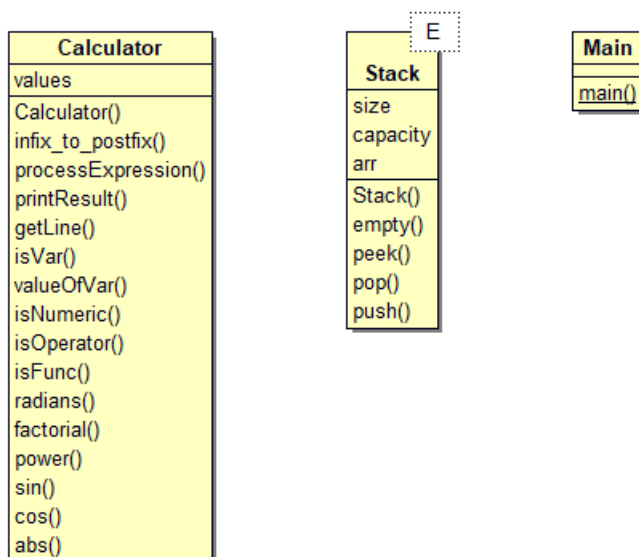 Calculator
values
Calculator()
infix_to_postfix()
processExpression()
printResult()
getLine()
isVar()
valueOfVar()
isNumeric()
isOperator()
isFunc()
radians()
factorial()
power()
sin()
cos()
abs()
E
Stack
size
capacity
arr
Stack()
empty()
peek()
pop()
push()
Main
main()